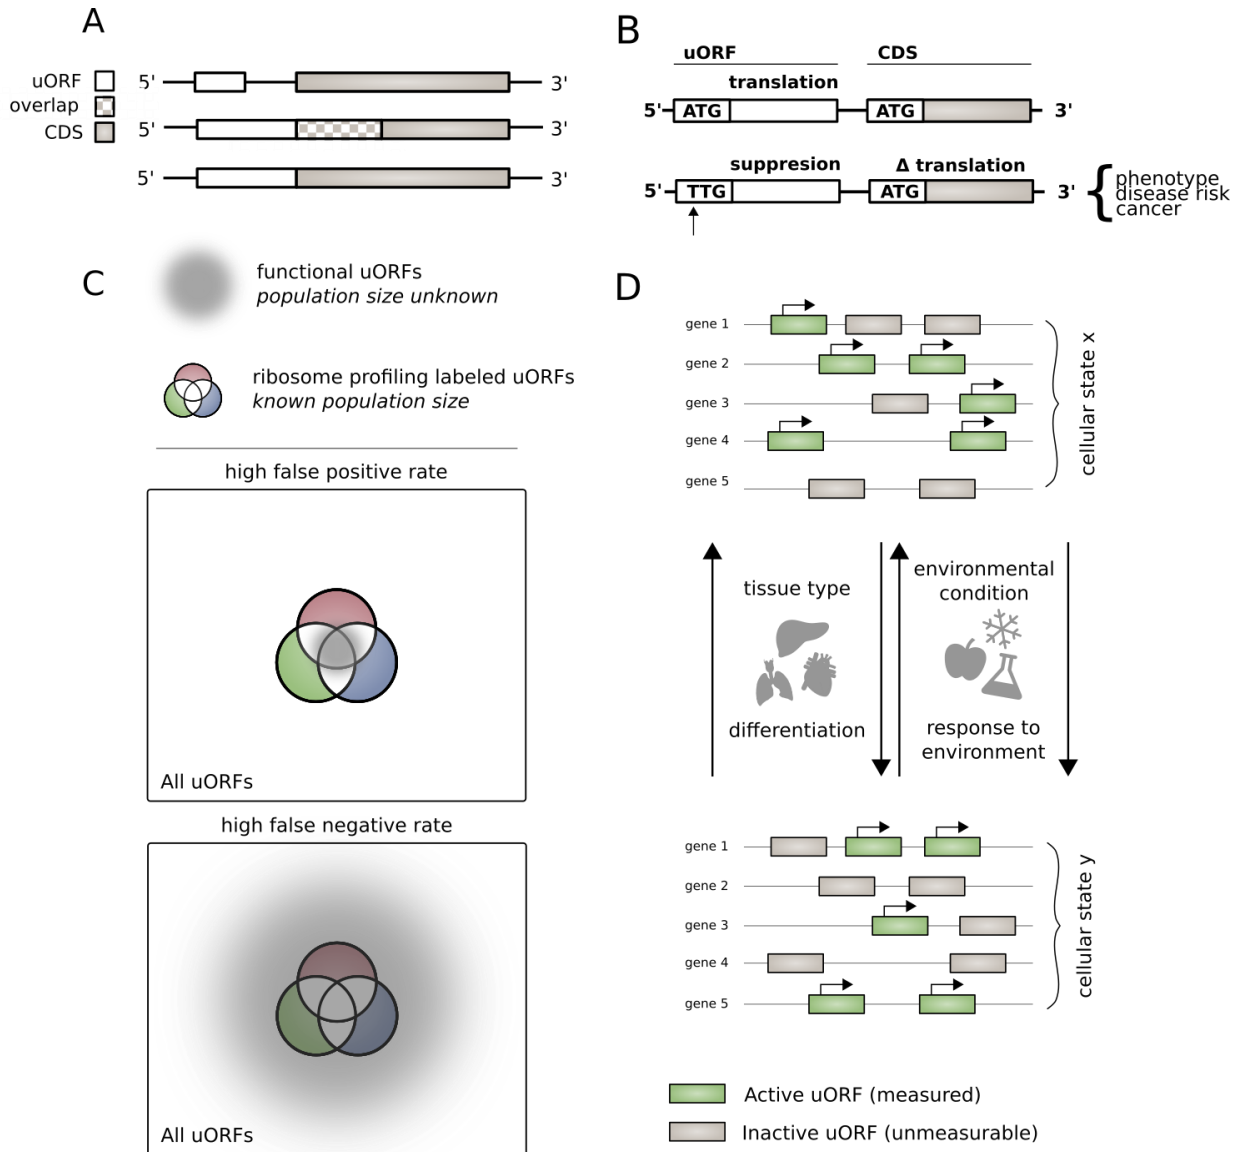 A
uORF
overlap
CDS
5' 3'
5' 3'
5' 3'
B
uORF CDS
translation
5' ATG ATG 3'
suppresion Δ translation
5' TTG ATG 3'
{ phenotype
disease risk
cancer
C
functional uORFs
population size unknown
ribosome profiling labeled uORFs
known population size
high false positive rate
All uORFs
high false negative rate
All uORFs
D
gene 1
gene 2
gene 3
gene 4
gene 5
cellular state x
tissue type
differentiation
environmental
condition
response to
environment
gene 1
gene 2
gene 3
gene 4
gene 5
cellular state y
Active uORF (measured)
Inactive uORF (unmeasurable)